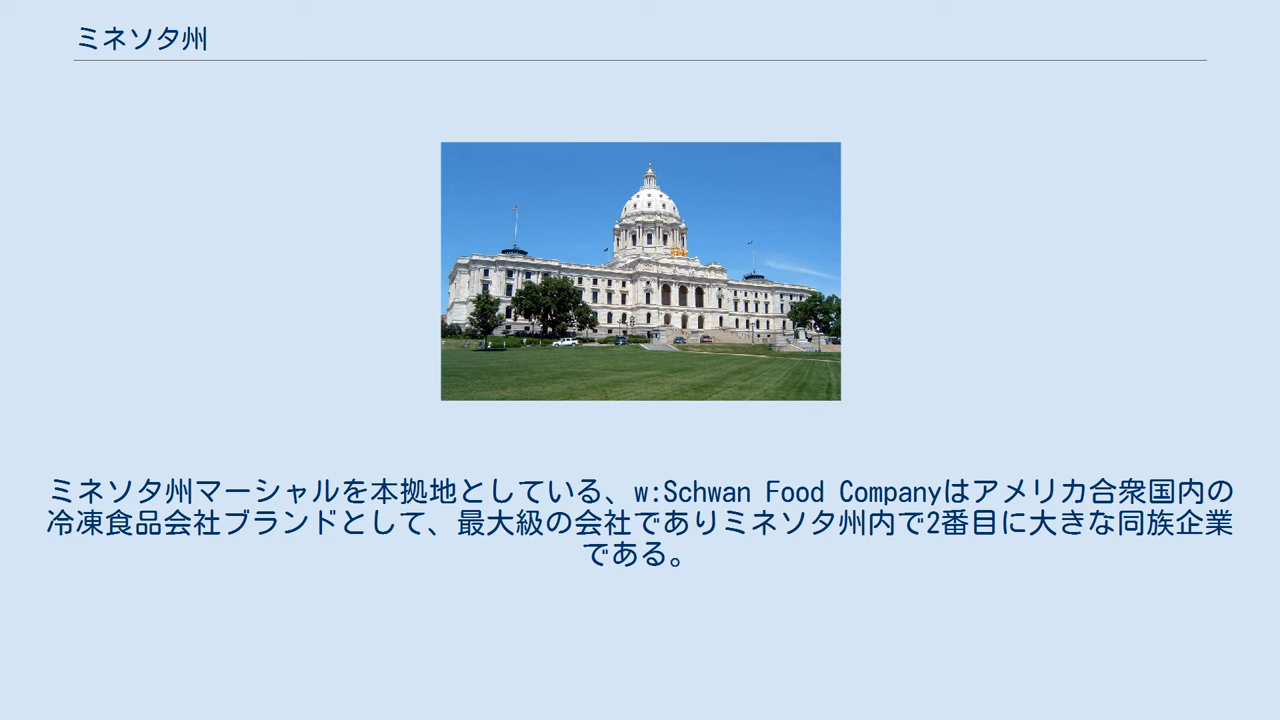 ミネソタ州
ミネソタ州マーシャルを本拠地としている、w:Schwan Food Companyはアメリカ合衆国内の
冷凍食品会社ブランドとして、最大級の会社でありミネソタ州内で2番目に大きな同族企業
である。